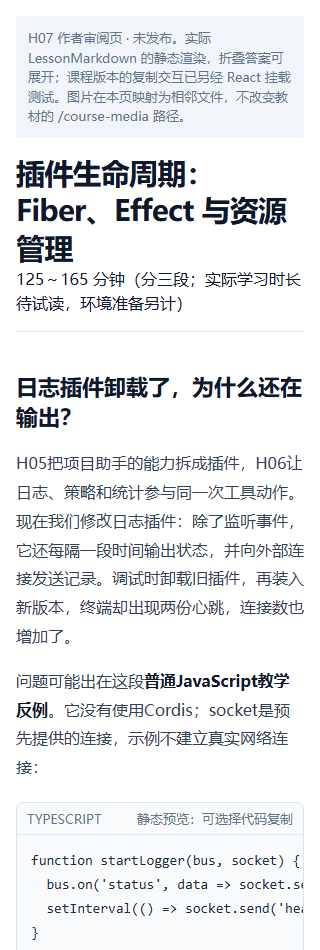 H07 作者审阅页 · 未发布。实际
LessonMarkdown 的静态渲染，折叠答案可
展开；课程版本的复制交互已另经 React 挂载
测试。图片在本页映射为相邻文件，不改变教
材的 /course-media 路径。
插件生命周期：
Fiber、Effect 与资源
管理
125～165 分钟（分三段；实际学习时长
待试读，环境准备另计）
日志插件卸载了，为什么还在
输出？
H05把项目助手的能力拆成插件，H06让
日志、策略和统计参与同一次工具动作。
现在我们修改日志插件：除了监听事件，
它还每隔一段时间输出状态，并向外部连
接发送记录。调试时卸载旧插件，再装入
新版本，终端却出现两份心跳，连接数也
增加了。
问题可能出在这段普通JavaScript教学
反例。它没有使用Cordis；socket是预
先提供的连接，示例不建立真实网络连
接：
TYPESCRIPT 静态预览：可选择代码复制
function startLogger(bus, socket) {
bus.on('status', data => socket.se
setInterval(() => socket.send('hea
}